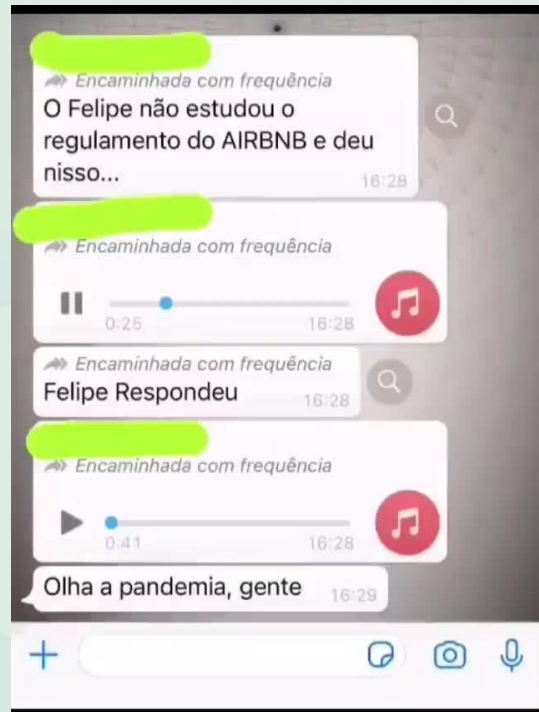 Encaminhada com frequência
O Felipe não estudou o
regulamento do AIRBNB e deu
nisso...
16:28
Encaminhada com frequência
0:25
16:28
Encaminhada com frequência
Felipe Respondeu
16:28
Encaminhada com frequência
0:41
16:28
Olha a pandemia, gente
16:29